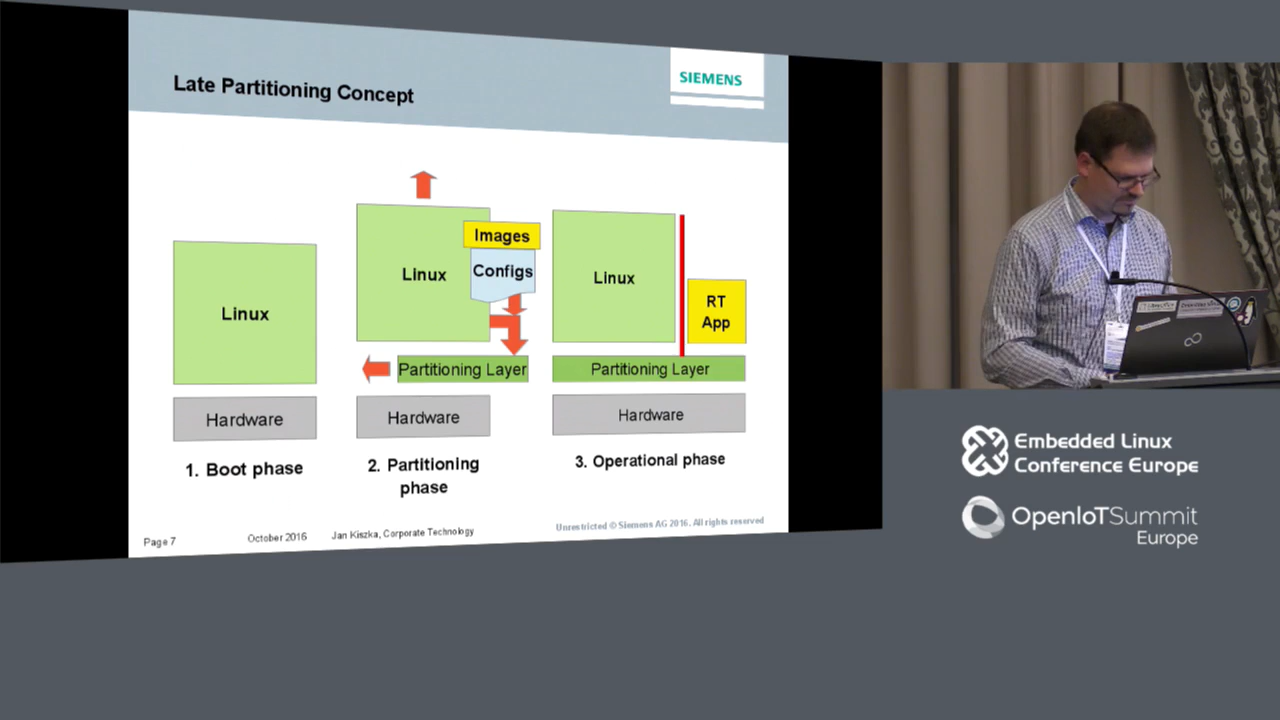 Late Partitioning Concept
SIEMENS
Linux
Hardware
1. Boot phase
Linux
Images
Configs
Partitioning Layer
Hardware
2. Partitioning
phase
Linux
RT
App
Partitioning Layer
Hardware
3. Operational phase
Page 7
October 2016
Jan Kiszka, Corporate Technology
Unrestricted © Siemens AG 2016. All rights reserved
Embedded Linux
Conference Europe
OpenIoTSummit
Europe